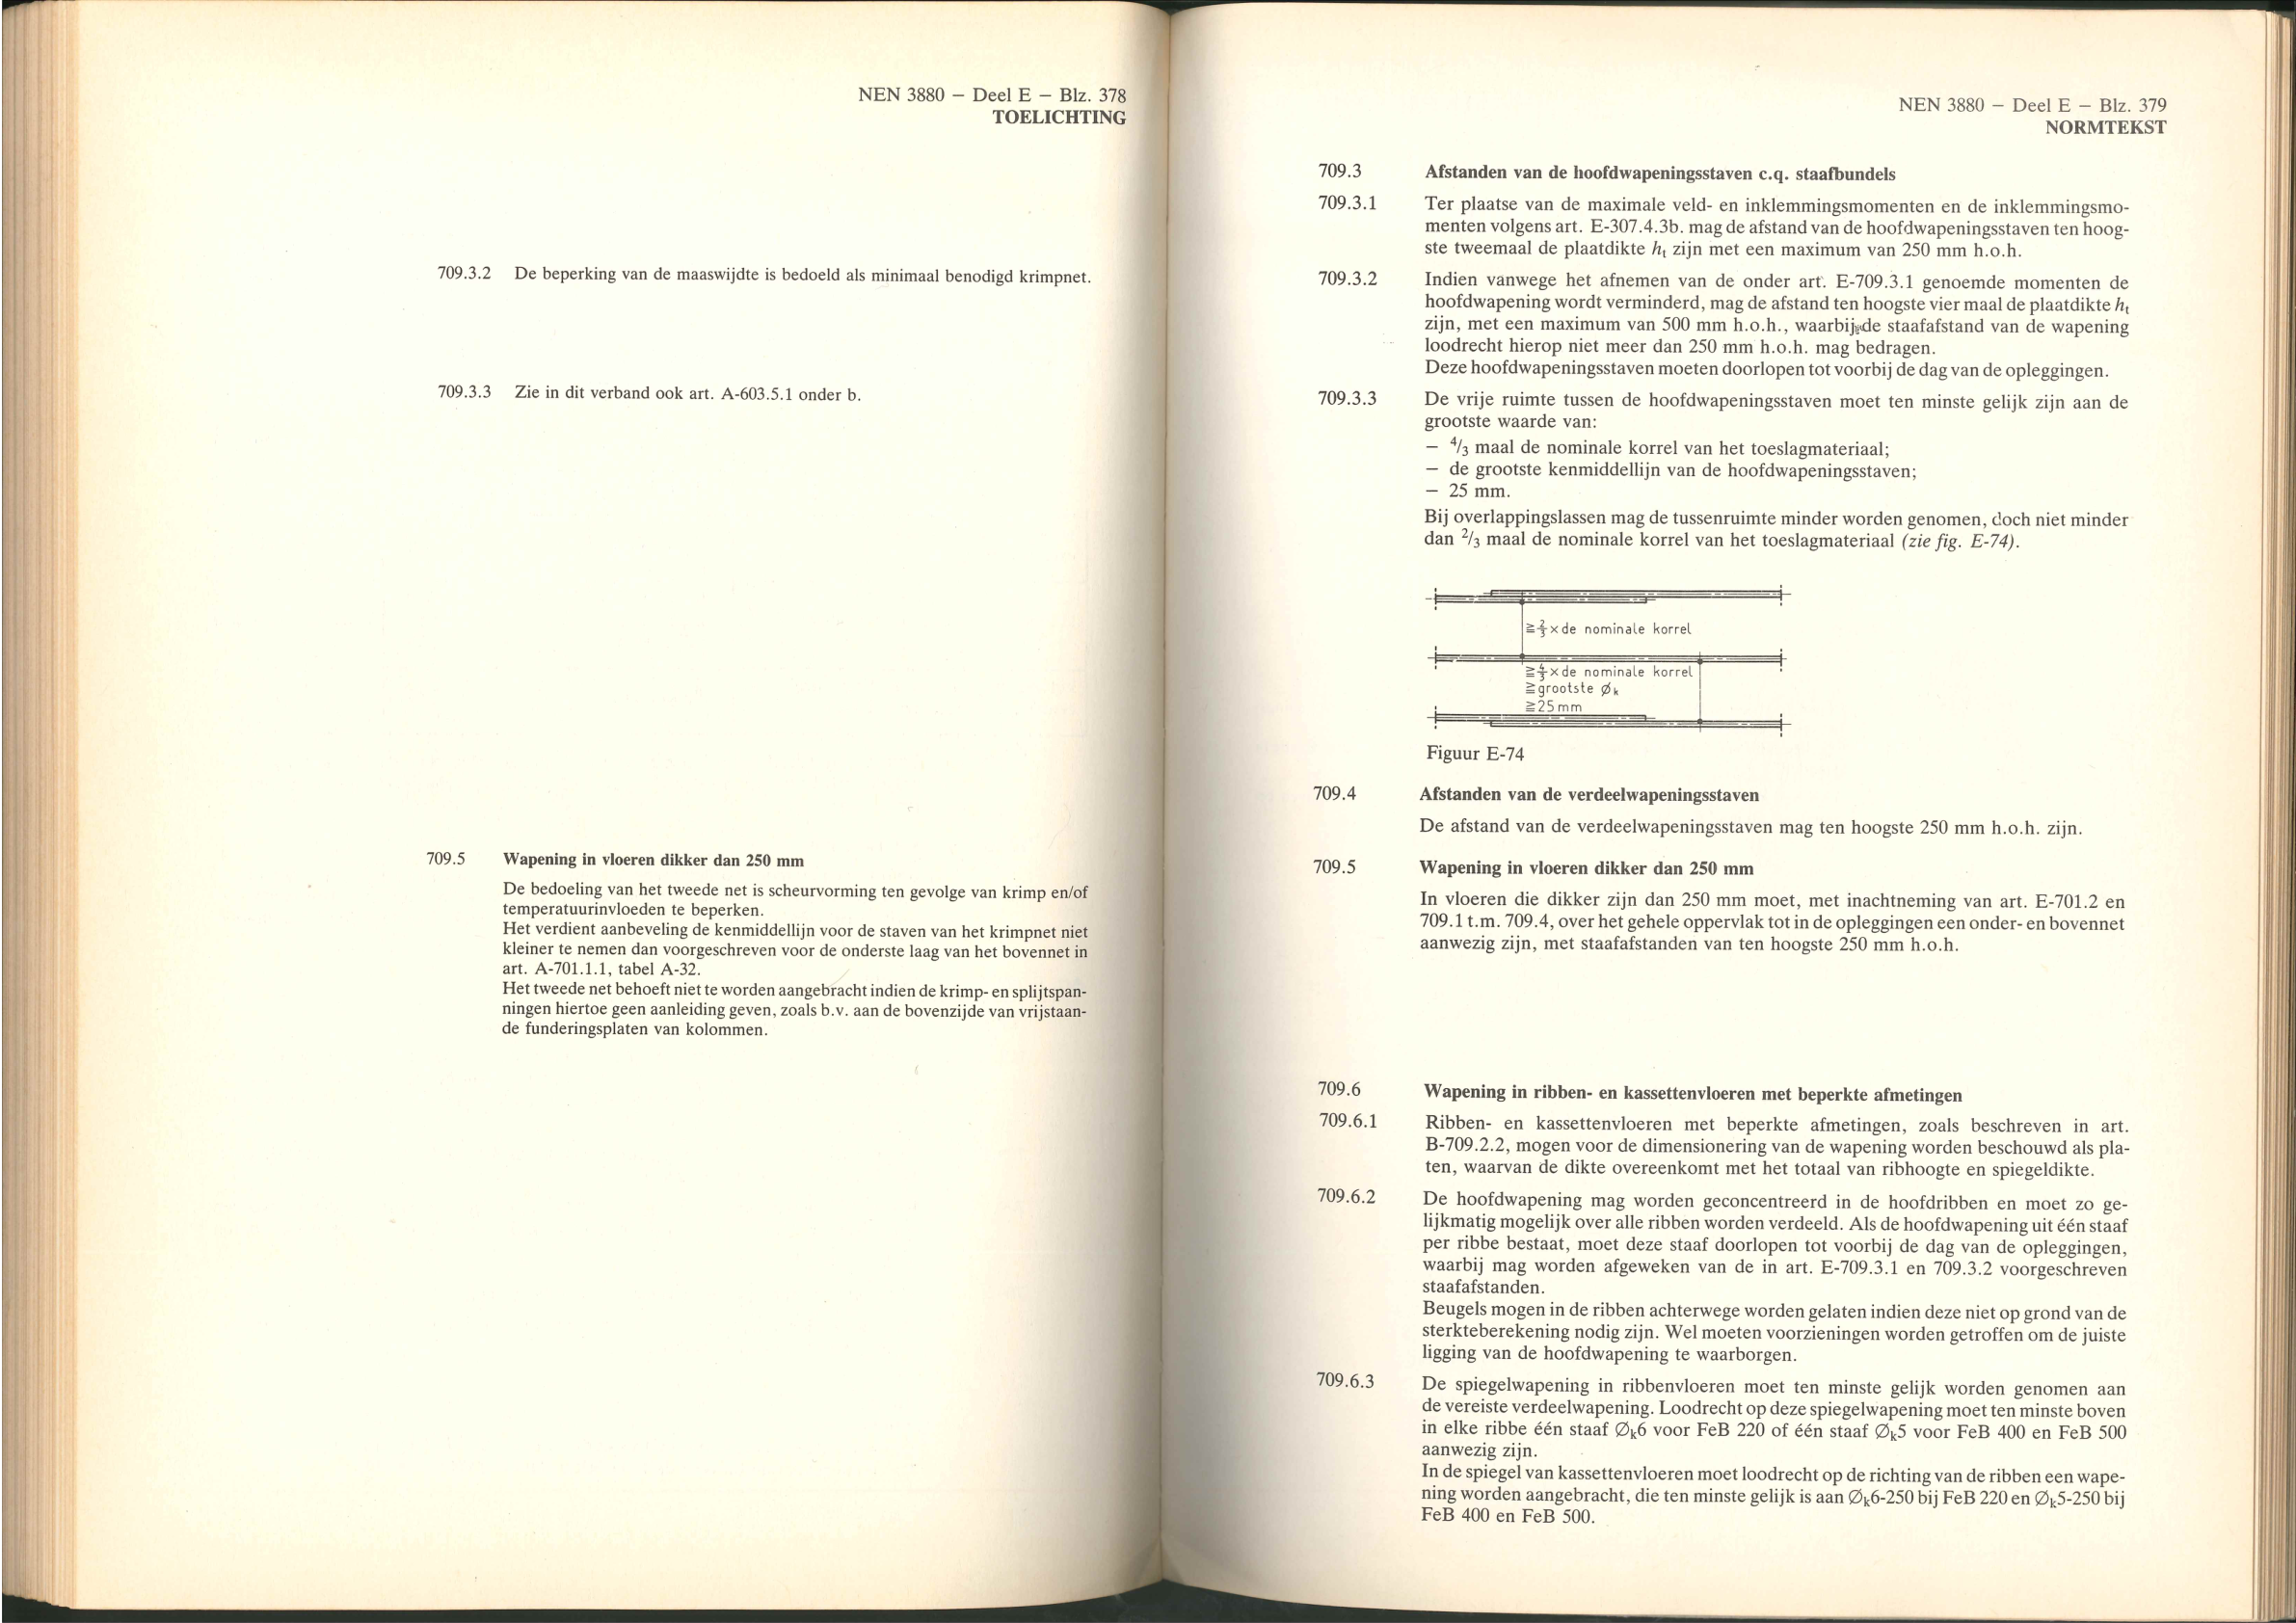 NEN 3880 – Deel E – Blz. 378
TOELICHTING
709.3.2 De beperking van de maaswijdte is bedoeld als minimaal benodigd krimpnet.
709.3.3 Zie in dit verband ook art. A-603.5.1 onder b.
709.5 Wapening in vloeren dikker dan 250 mm
De bedoeling van het tweede net is scheurvorming ten gevolge van krimp en/of
temperatuurinvloeden te beperken.
Het verdient aanbeveling de kenmiddellijn voor de staven van het krimpnet niet
kleiner te nemen dan voorgeschreven voor de onderste laag van het bovennet in
art. A-701.1.1, tabel A-32.
Het tweede net behoeft niet te worden aangebracht indien de krimp- en splijtspan-
ningen hiertoe geen aanleiding geven, zoals b.v. aan de bovenzijde van vrijstaan-
de funderingsplaten van kolommen.
NEN 3880 – Deel E – Blz. 379
NORMTEKST
709.3 Afstanden van de hoofdwapeningsstaven c.q. staafbundels
709.3.1 Ter plaatse van de maximale veld- en inklemmingsmomenten en de inklemmingsmo-
menten volgens art. E-307.4.3b. mag de afstand van de hoofdwapeningsstaven ten hoog-
ste tweemaal de plaatdikte hₜ zijn met een maximum van 250 mm h.o.h.
709.3.2 Indien vanwege het afnemen van de onder art. E-709.3.1 genoemde momenten de
hoofdwapening wordt verminderd, mag de afstand ten hoogste vier maal de plaatdikte hₜ
zijn, met een maximum van 500 mm h.o.h., waarbij de staafafstand van de wapening
loodrecht hierop niet meer dan 250 mm h.o.h. mag bedragen.
Deze hoofdwapeningsstaven moeten doorlopen tot voorbij de dag van de opleggingen.
709.3.3 De vrije ruimte tussen de hoofdwapeningsstaven moet ten minste gelijk zijn aan de
grootste waarde van:
– 4/3 maal de nominale korrel van het toeslagmateriaal;
– de grootste kenmiddellijn van de hoofdwapeningsstaven;
– 25 mm.
Bij overlappingslassen mag de tussenruimte minder worden genomen, doch niet minder
dan 2/3 maal de nominale korrel van het toeslagmateriaal (zie fig. E-74).
≧ 2/3 × de nominale korrel
≧ 4/3 × de nominale korrel
≧ grootste Øₖ
≧ 25 mm
Figuur E-74
709.4 Afstanden van de verdeelwapeningsstaven
De afstand van de verdeelwapeningsstaven mag ten hoogste 250 mm h.o.h. zijn.
709.5 Wapening in vloeren dikker dan 250 mm
In vloeren die dikker zijn dan 250 mm moet, met inachtneming van art. E-701.2 en
709.1 t.m. 709.4, over het gehele oppervlak tot in de opleggingen een onder- en bovennet
aanwezig zijn, met staafafstanden van ten hoogste 250 mm h.o.h.
709.6 Wapening in ribben- en kassettenvloeren met beperkte afmetingen
709.6.1 Ribben- en kassettenvloeren met beperkte afmetingen, zoals beschreven in art.
B-709.2.2, mogen voor de dimensionering van de wapening worden beschouwd als pla-
ten, waarvan de dikte overeenkomt met het totaal van ribhoogte en spiegeldikte.
709.6.2 De hoofdwapening mag worden geconcentreerd in de hoofdribben en moet zo ge-
lijkmatig mogelijk over alle ribben worden verdeeld. Als de hoofdwapening uit één staaf
per ribbe bestaat, moet deze staaf doorlopen tot voorbij de dag van de opleggingen,
waarbij mag worden afgeweken van de in art. E-709.3.1 en 709.3.2 voorgeschreven
staafafstanden.
Beugels mogen in de ribben achterwege worden gelaten indien deze niet op grond van de
sterkteberekening nodig zijn. Wel moeten voorzieningen worden getroffen om de juiste
ligging van de hoofdwapening te waarborgen.
709.6.3 De spiegelwapening in ribbenvloeren moet ten minste gelijk worden genomen aan
de vereiste verdeelwapening. Loodrecht op deze spiegelwapening moet ten minste boven
in elke ribbe één staaf Øₖ6 voor FeB 220 of één staaf Øₖ5 voor FeB 400 en FeB 500
aanwezig zijn.
In de spiegel van kassettenvloeren moet loodrecht op de richting van de ribben een wape-
ning worden aangebracht, die ten minste gelijk is aan Øₖ6-250 bij FeB 220 en Øₖ5-250 bij
FeB 400 en FeB 500.